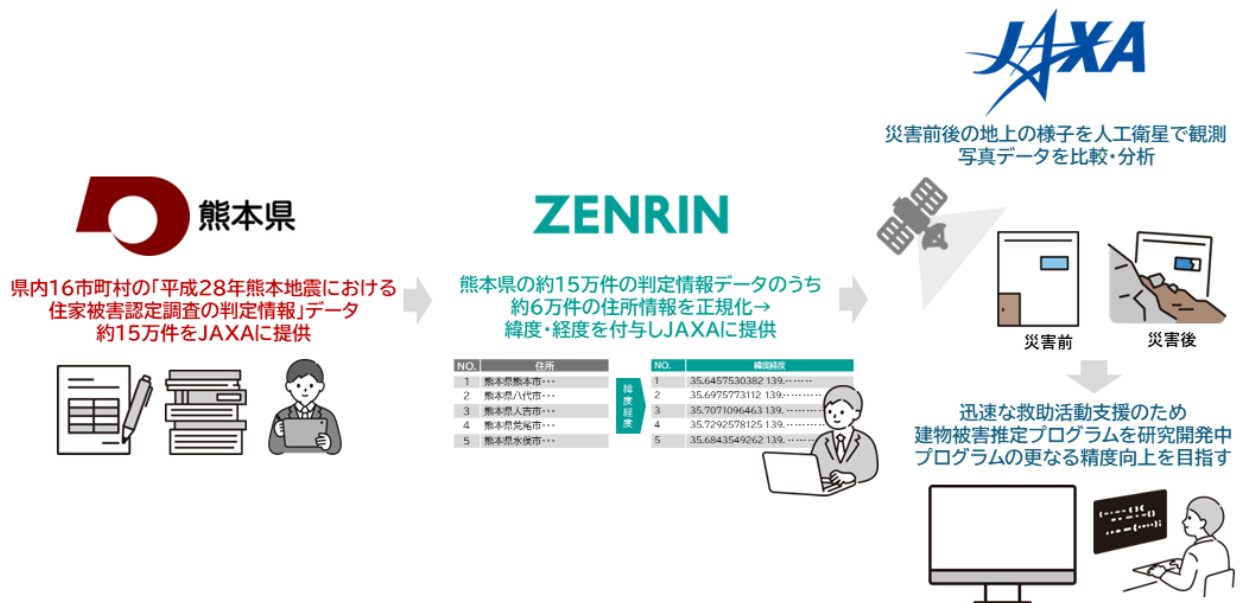 熊本県
県内16市町村の「平成28年熊本地震における
住家被害認定調査の判定情報」データ
約15万件をJAXAに提供
ZENRIN
熊本県の約15万件の判定情報データのうち
約6万件の住所情報を正規化→
緯度・経度を付与しJAXAに提供
NO. 住所
1 熊本県熊本市･･･
2 熊本県八代市･･･
3 熊本県人吉市･･･
4 熊本県荒尾市･･･
5 熊本県水俣市･･･
緯度経度
NO. 緯度経度
1 35.6457530382 139.‥‥‥‥
2 35.6975773112 139.‥‥‥
3 35.7071096463 139. ‥‥‥‥
4 35.7292578125 139. ‥‥‥‥
5 35.6843549262 139. ‥‥‥‥
JAXA
災害前後の地上の様子を人工衛星で観測
写真データを比較・分析
災害前
災害後
迅速な救助活動支援のため
建物被害推定プログラムを研究開発中
プログラムの更なる精度向上を目指す